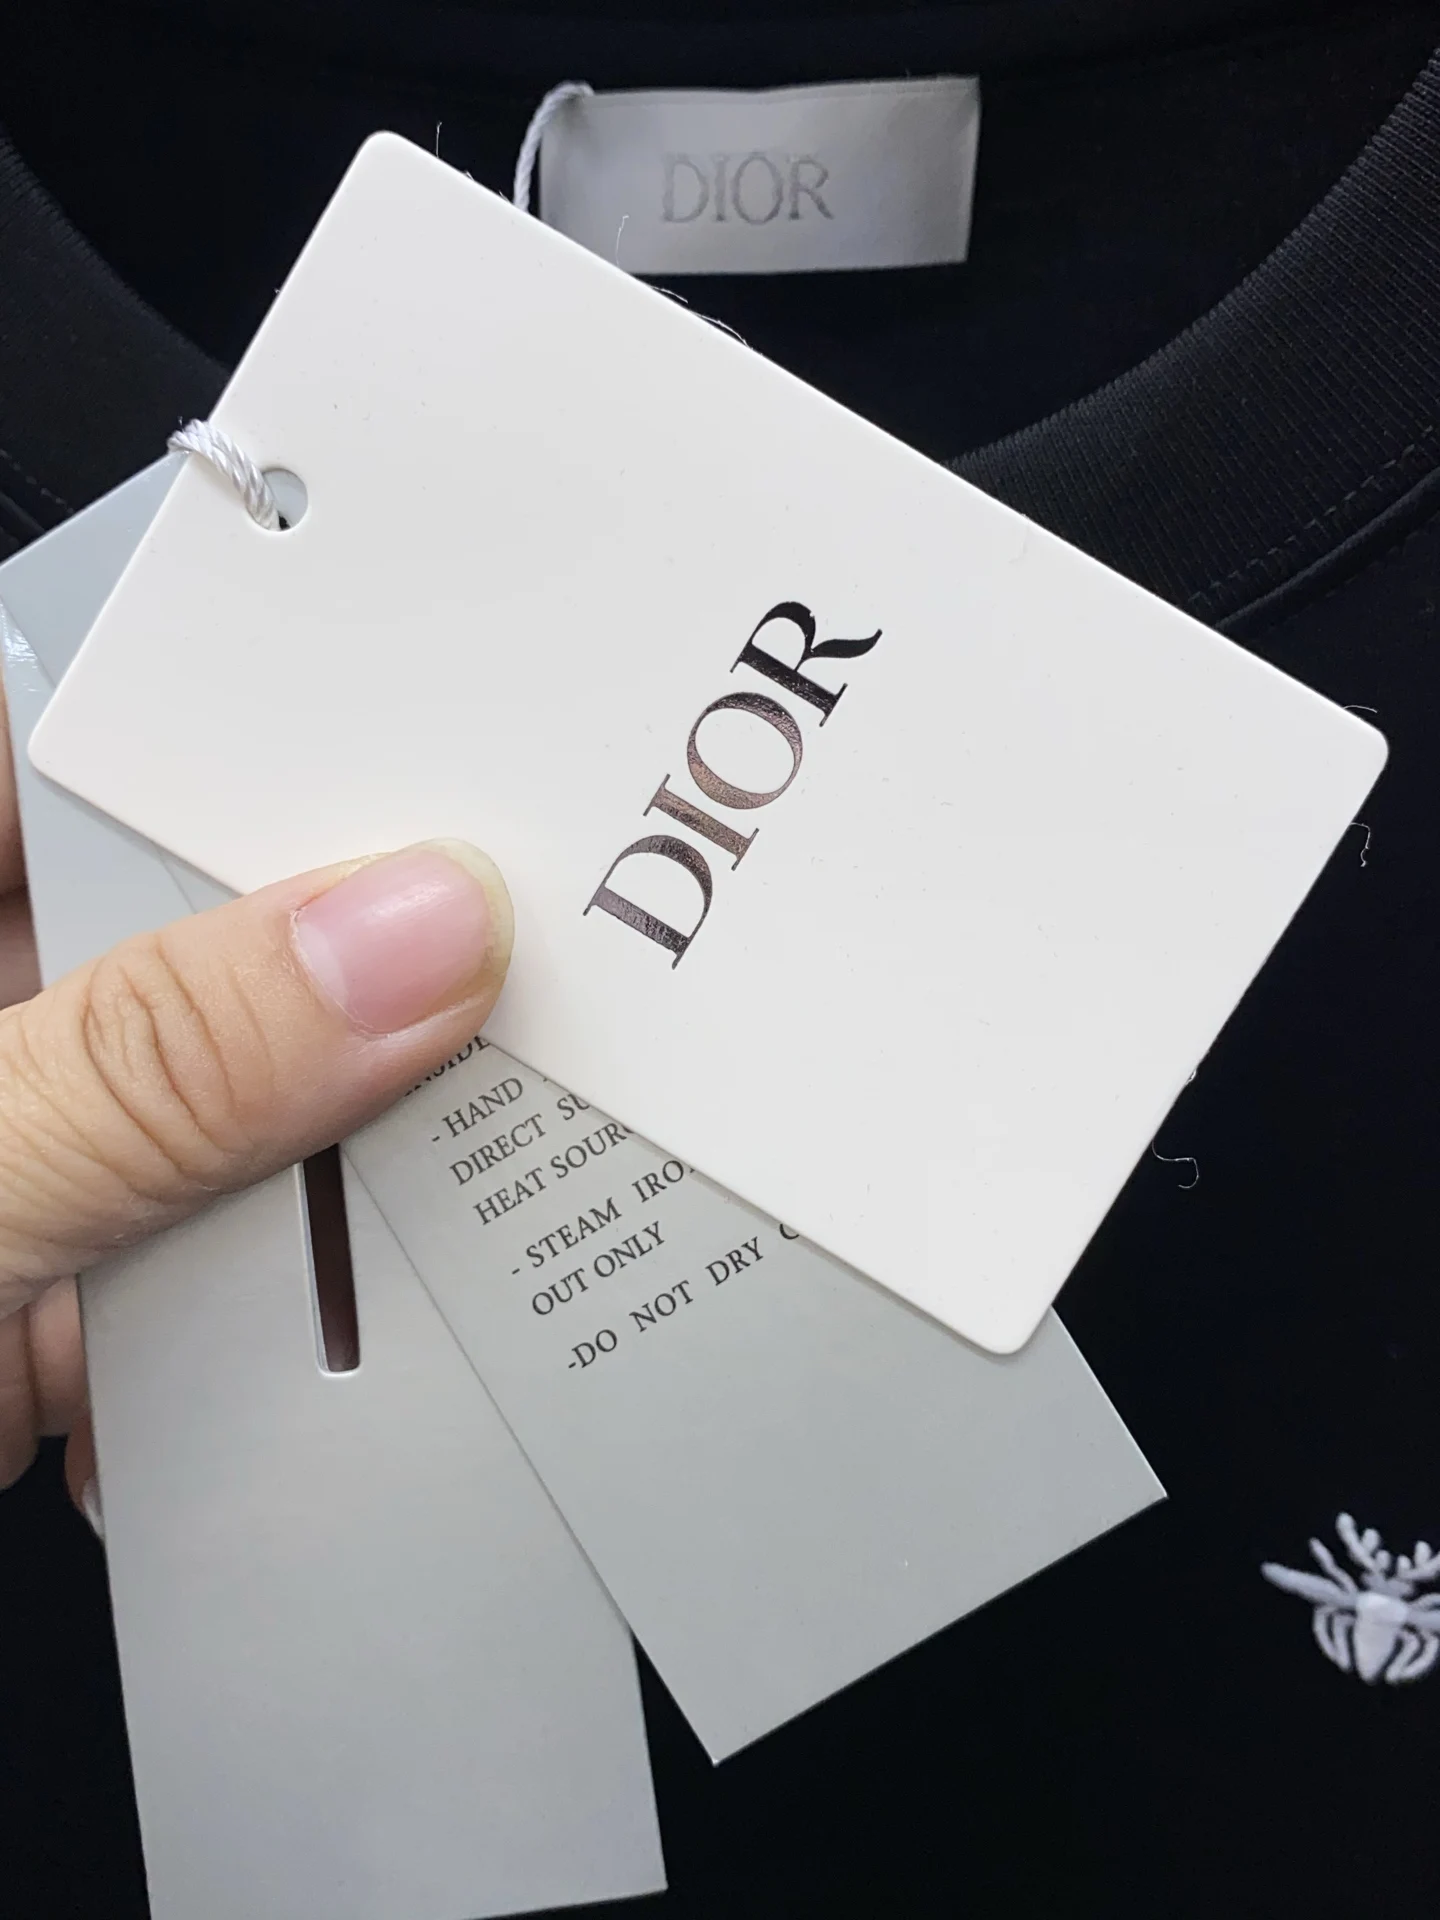 DIOR
DIOR
- HAND
DIRECT
HEAT
- STEAM
OUT ONLY
-DO NOT DRY